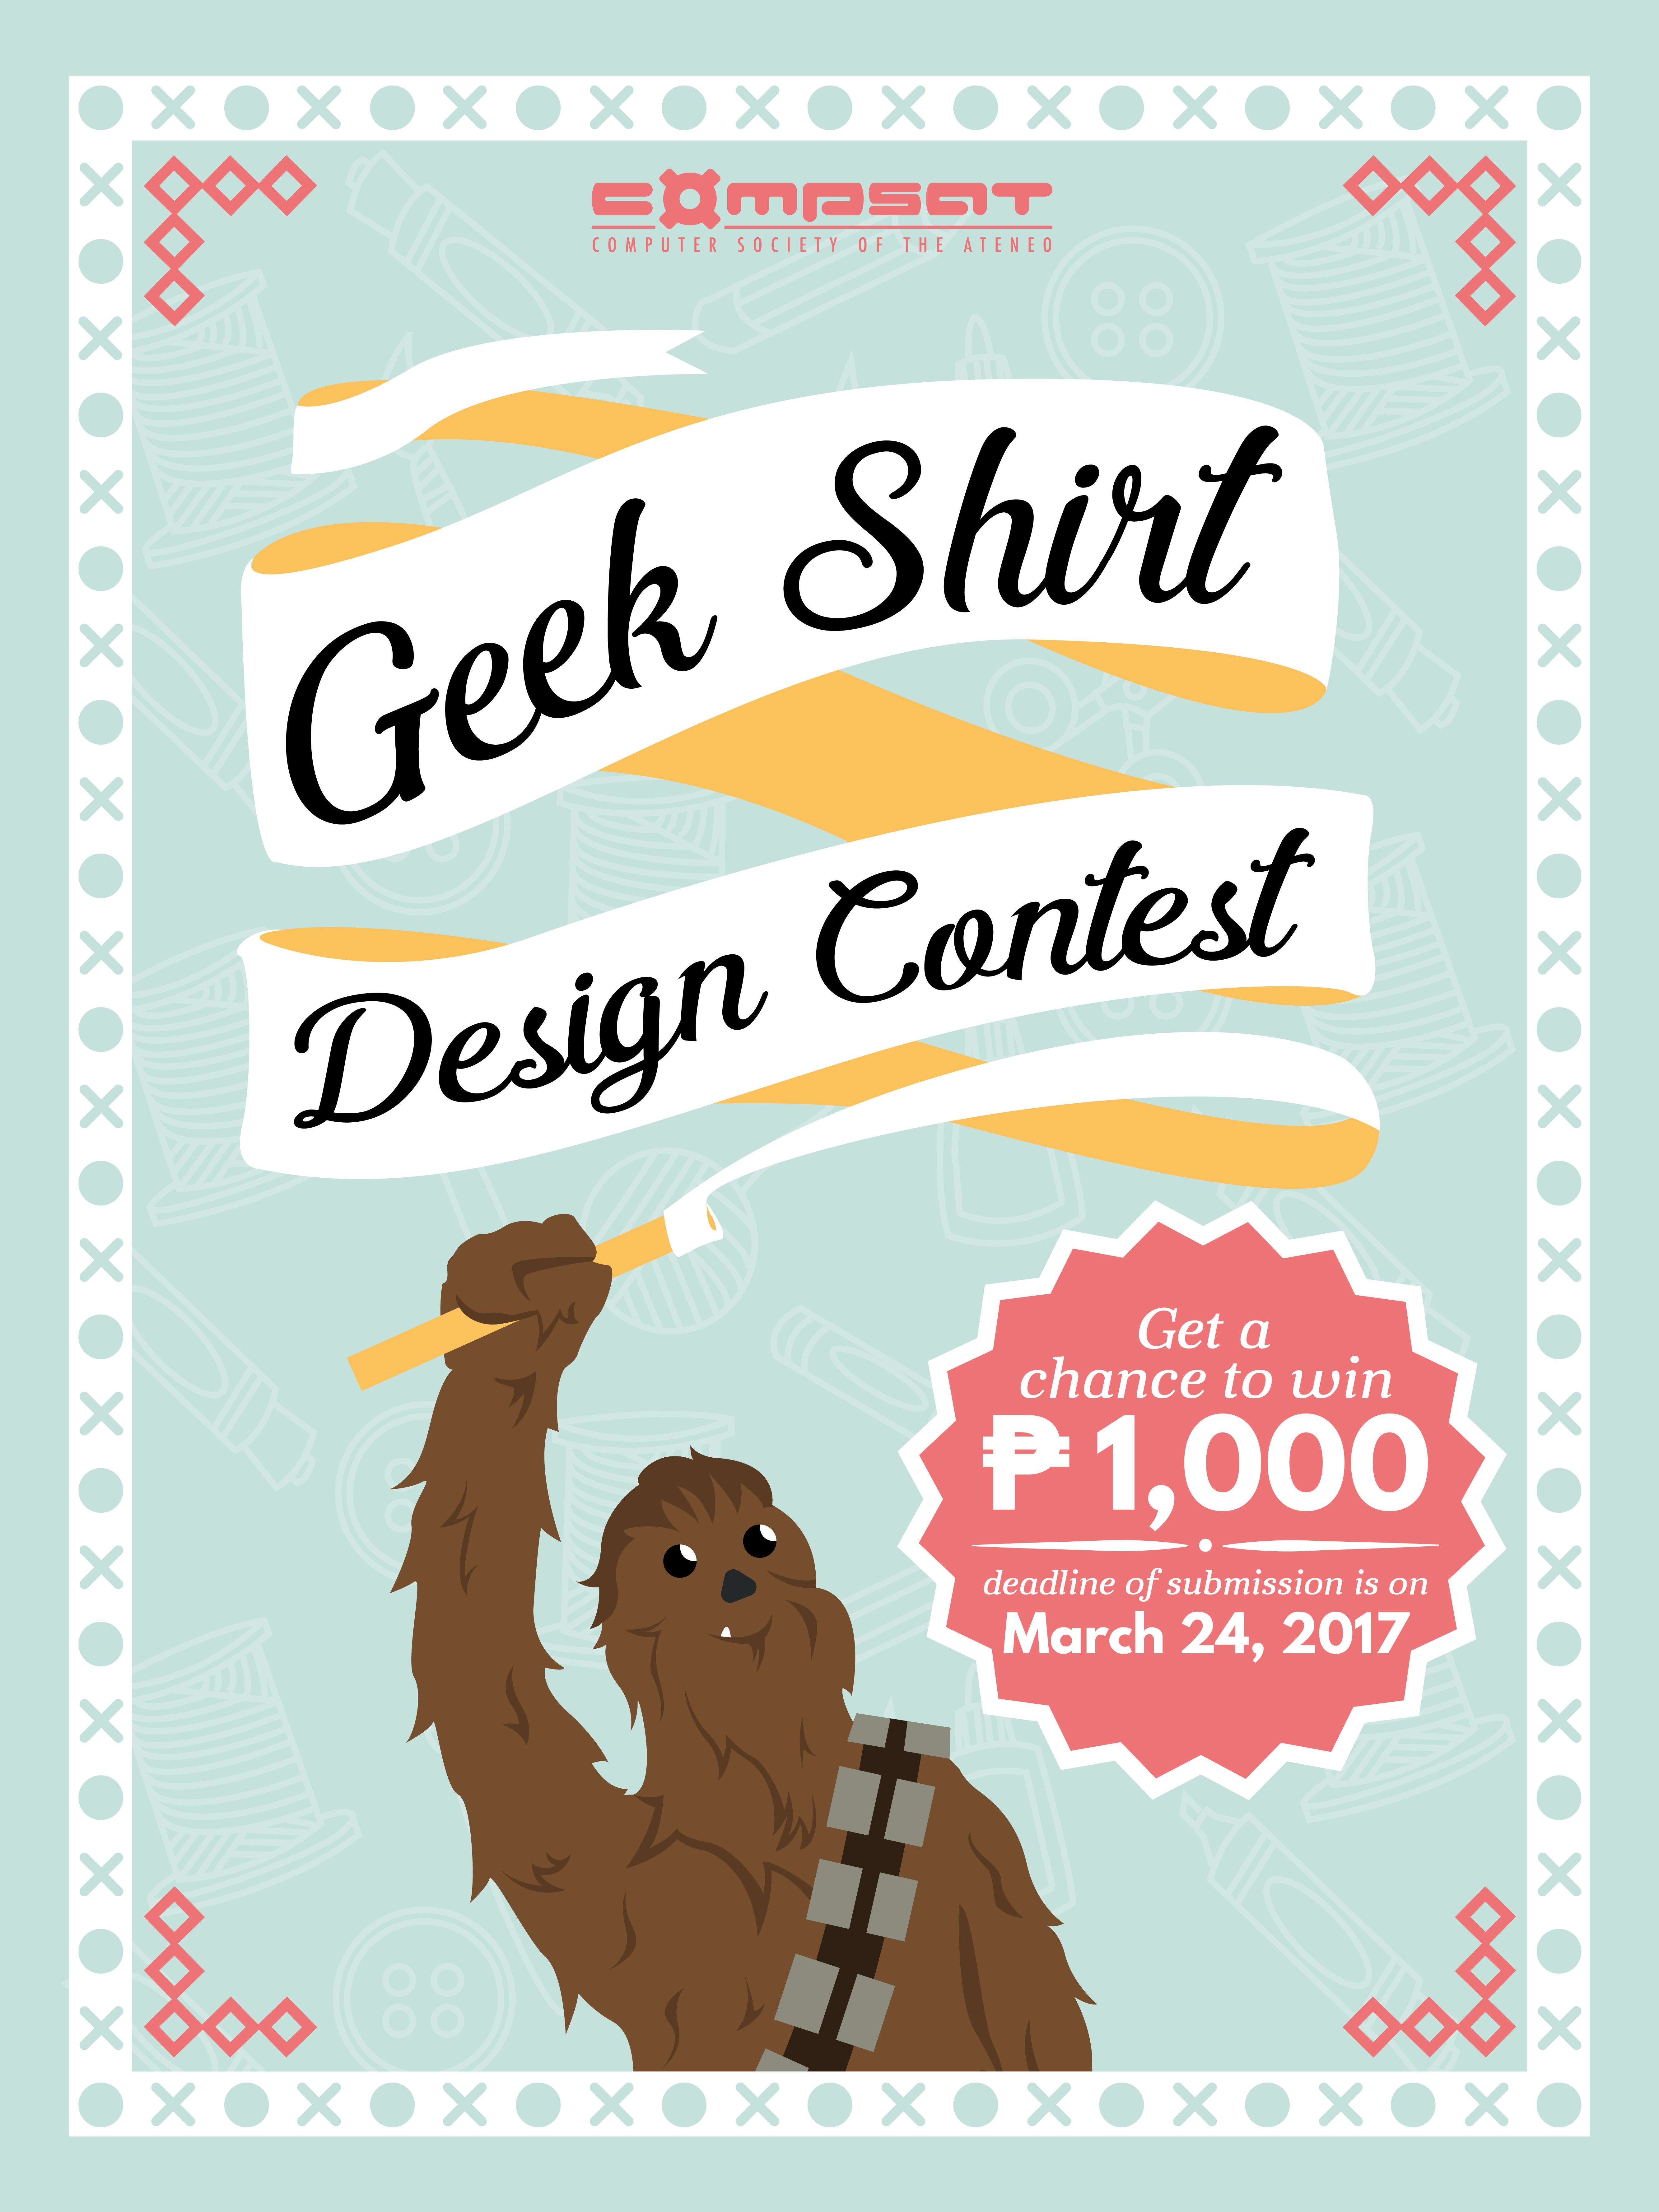 compsat
COMPUTER SOCIETY OF THE ATENEO
Geek Shirt
Design Contest
Get a
chance to win
₱1,000
deadline of submission is on
March 24, 2017